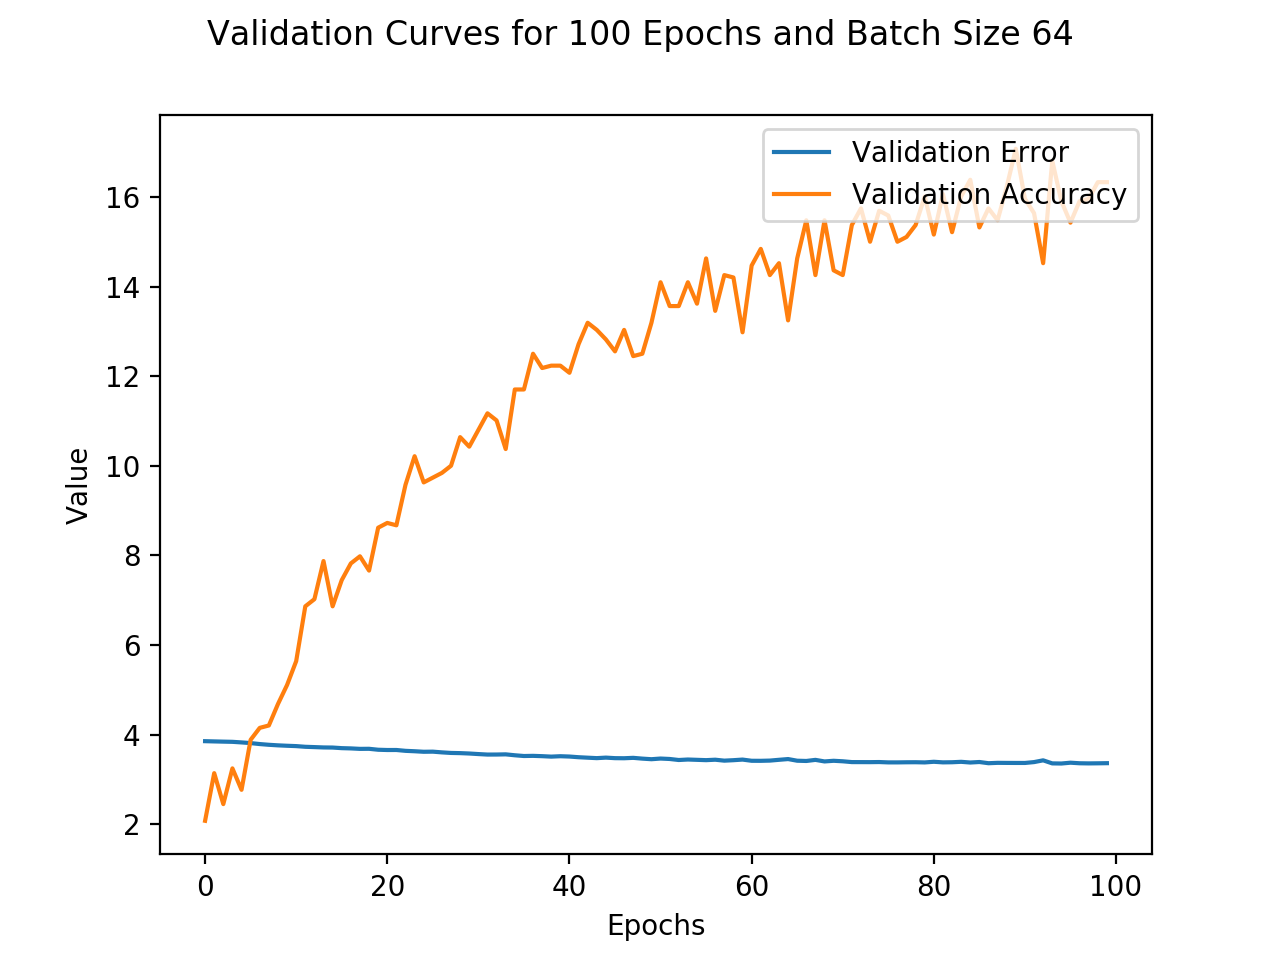 Validation Curves for 100 Epochs and Batch Size 64
Validation Error
Validation Accuracy
16
14
12
10
8
6
4
2
Value
0 20 40 60 80 100
Epochs